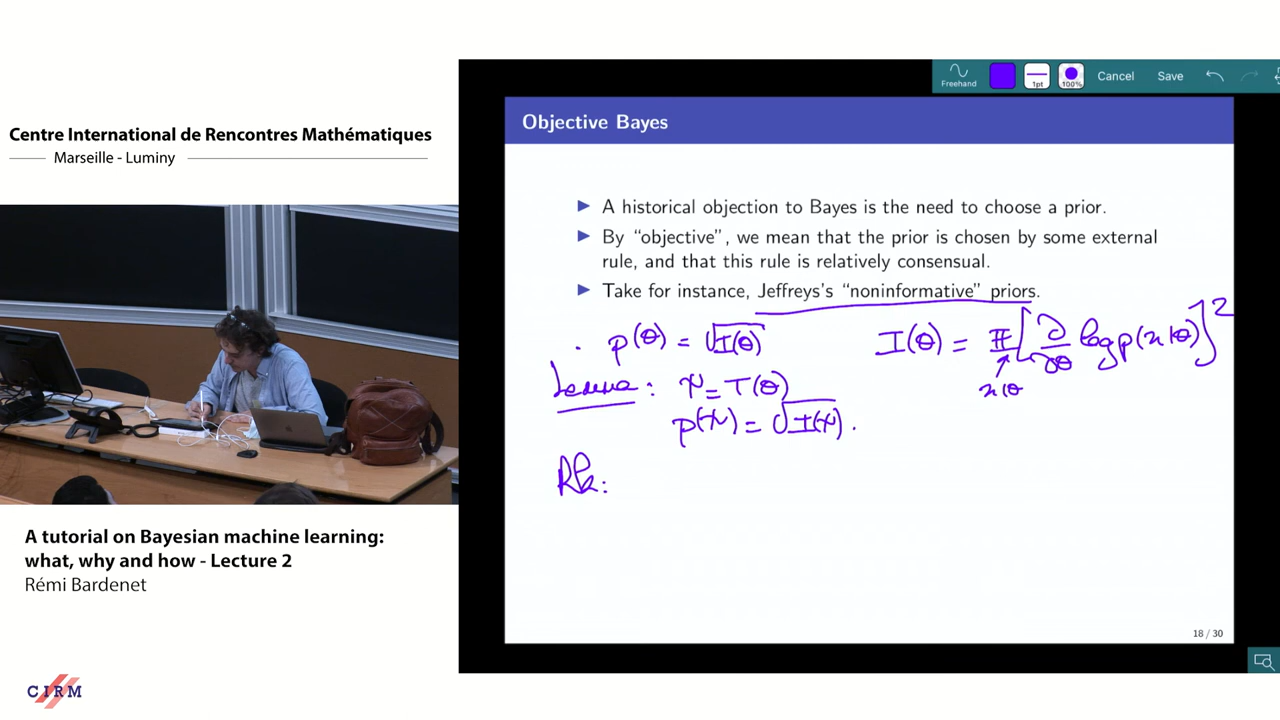 Centre International de Rencontres Mathématiques
Marseille - Luminy
Freehand
1pt
100%
Cancel
Save
Objective Bayes
A historical objection to Bayes is the need to choose a prior.
By “objective”, we mean that the prior is chosen by some external
rule, and that this rule is relatively consensual.
Take for instance, Jeffreys's “noninformative” priors.
p(θ) = √I(θ) I(θ) = 𝔼[∂/∂θ log p(x|θ)]²
x|θ
Lemma: ψ = T(θ)
p(ψ) = √I(ψ).
Rk:
18 / 30
A tutorial on Bayesian machine learning:
what, why and how - Lecture 2
Rémi Bardenet
CIRM